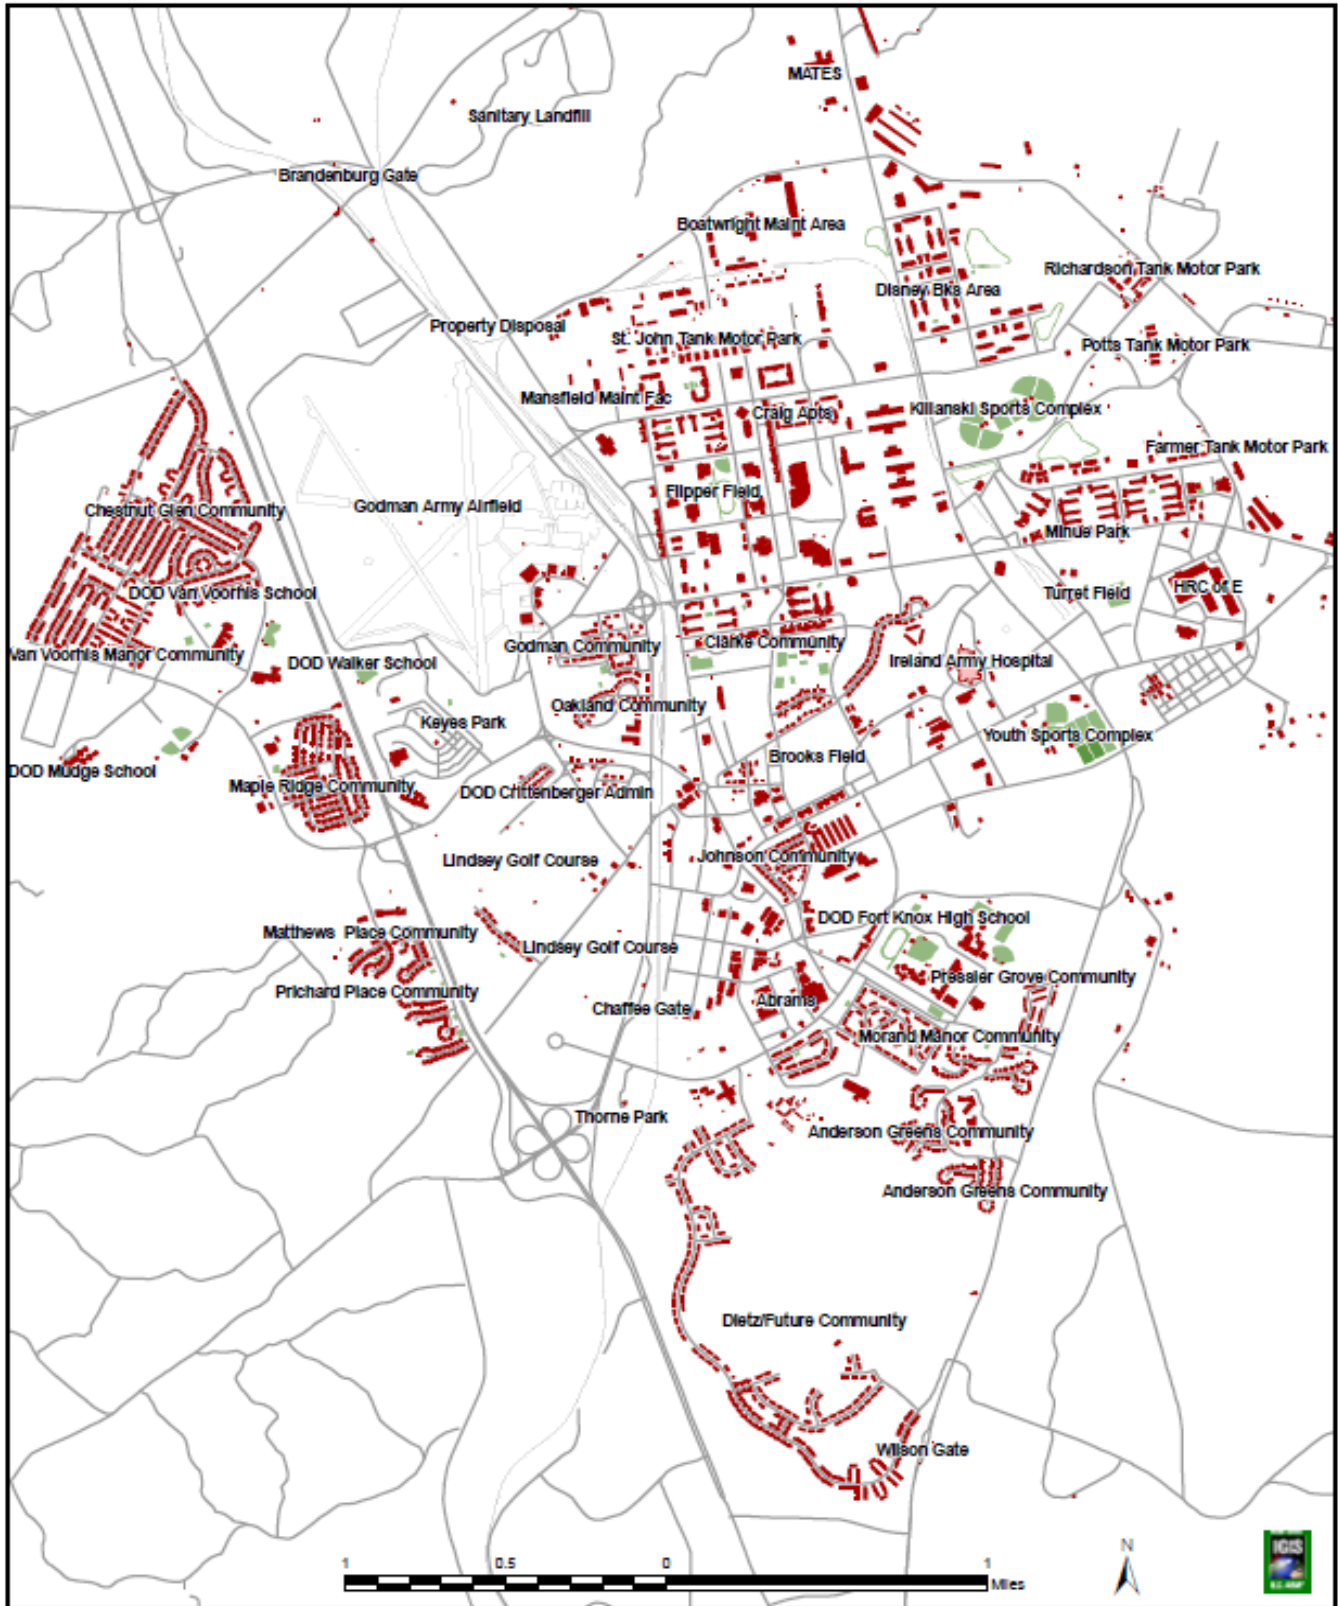 MATES
Sanitary Landfill
Brandenburg Gate
Boatwright Maint Area
Richardson Tank Motor Park
Disney Bks Area
Property Disposal
St. John Tank Motor Park
Potts Tank Motor Park
Mansfield Maint Fac
Craig Apts
Kilianski Sports Complex
Farmer Tank Motor Park
Flipper Field
Godman Army Airfield
Chestnut Glen Community
Minue Park
HRC of E
DOD Van Voorhis School
Turret Field
Godman Community
Clarke Community
Van Voorhis Manor Community
DOD Walker School
Ireland Army Hospital
Oakland Community
Keyes Park
Youth Sports Complex
Brooks Field
DOD Mudge School
Maple Ridge Community
DOD Crittenberger Admin
Lindsey Golf Course
Johnson Community
DOD Fort Knox High School
Matthews Place Community
Lindsey Golf Course
Pressler Grove Community
Prichard Place Community
Chaffee Gate
Abrams
Morand Manor Community
Thorne Park
Anderson Greens Community
Anderson Greens Community
Dietz/Future Community
Wilson Gate
N
1 0.5 0 1
Miles
IGIS